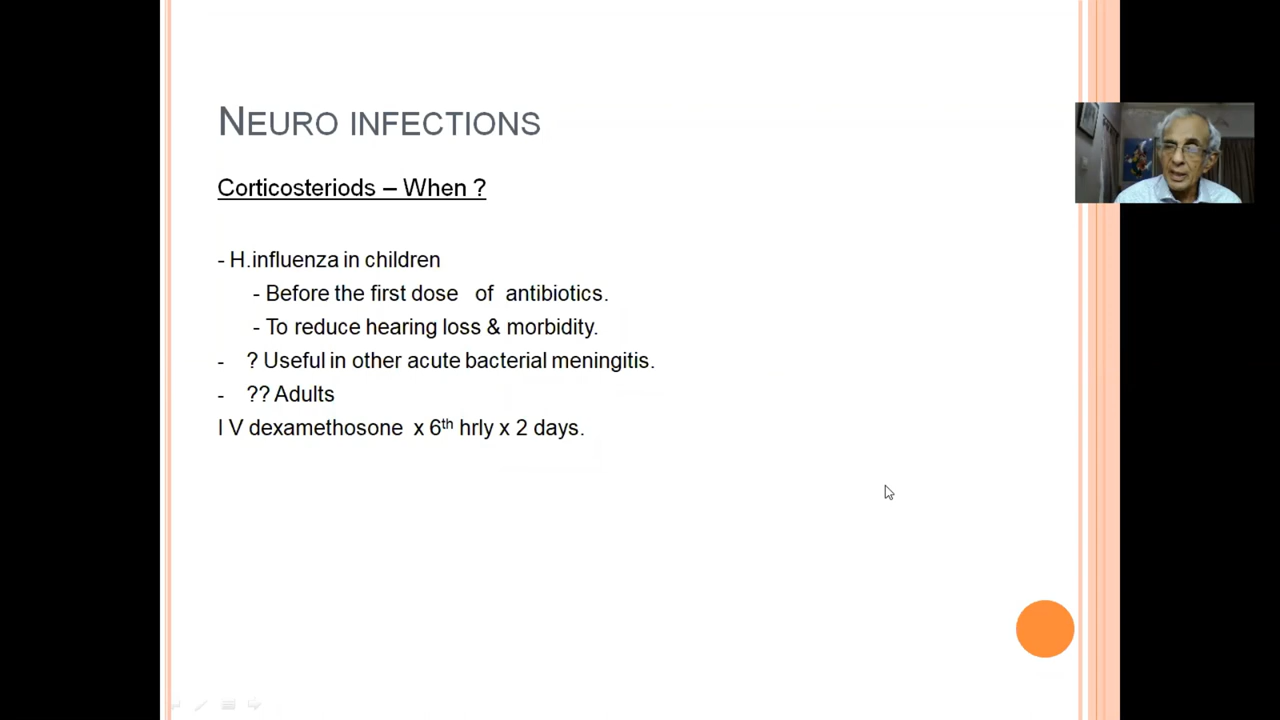 NEURO INFECTIONS
Corticosteriods – When ?
- H.influenza in children
- Before the first dose of antibiotics.
- To reduce hearing loss & morbidity.
- ? Useful in other acute bacterial meningitis.
- ?? Adults
I V dexamethosone x 6th hrly x 2 days.